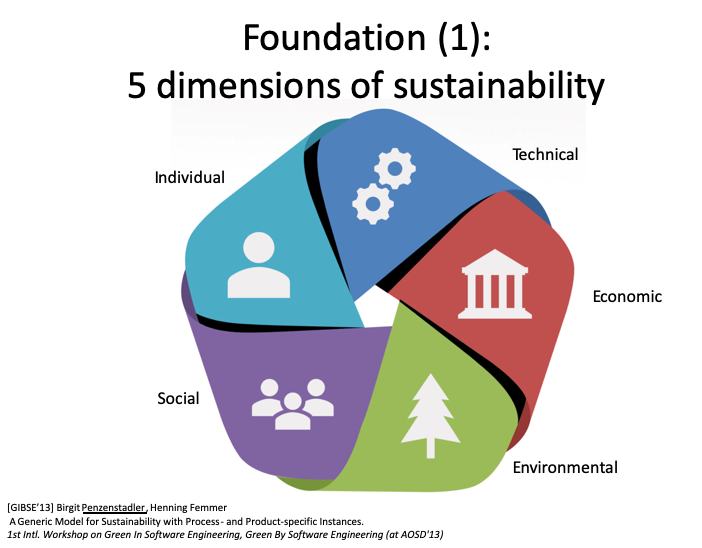 Foundation (1):
5 dimensions of sustainability
Technical
Individual
Economic
Social
Environmental
[GIBSE'13] Birgit Penzenstadler, Henning Femmer
A Generic Model for Sustainability with Process- and Product-specific Instances.
1st Intl. Workshop on Green In Software Engineering, Green By Software Engineering (at AOSD'13)